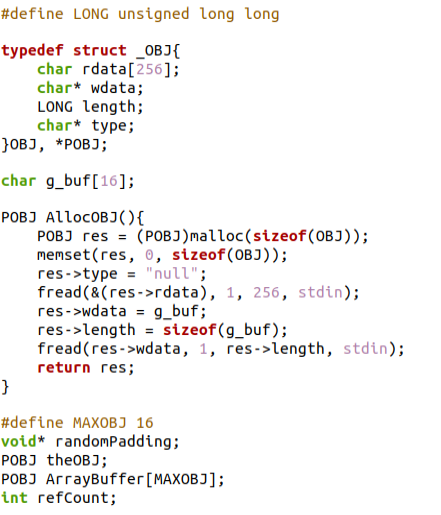 #define LONG unsigned long long
typedef struct _OBJ{
    char rdata[256];
    char* wdata;
    LONG length;
    char* type;
}OBJ, *POBJ;
char g_buf[16];
POBJ AllocOBJ(){
    POBJ res = (POBJ)malloc(sizeof(OBJ));
    memset(res, 0, sizeof(OBJ));
    res->type = "null";
    fread(&(res->rdata), 1, 256, stdin);
    res->wdata = g_buf;
    res->length = sizeof(g_buf);
    fread(res->wdata, 1, res->length, stdin);
    return res;
}
#define MAXOBJ 16
void* randomPadding;
POBJ theOBJ;
POBJ ArrayBuffer[MAXOBJ];
int refCount;